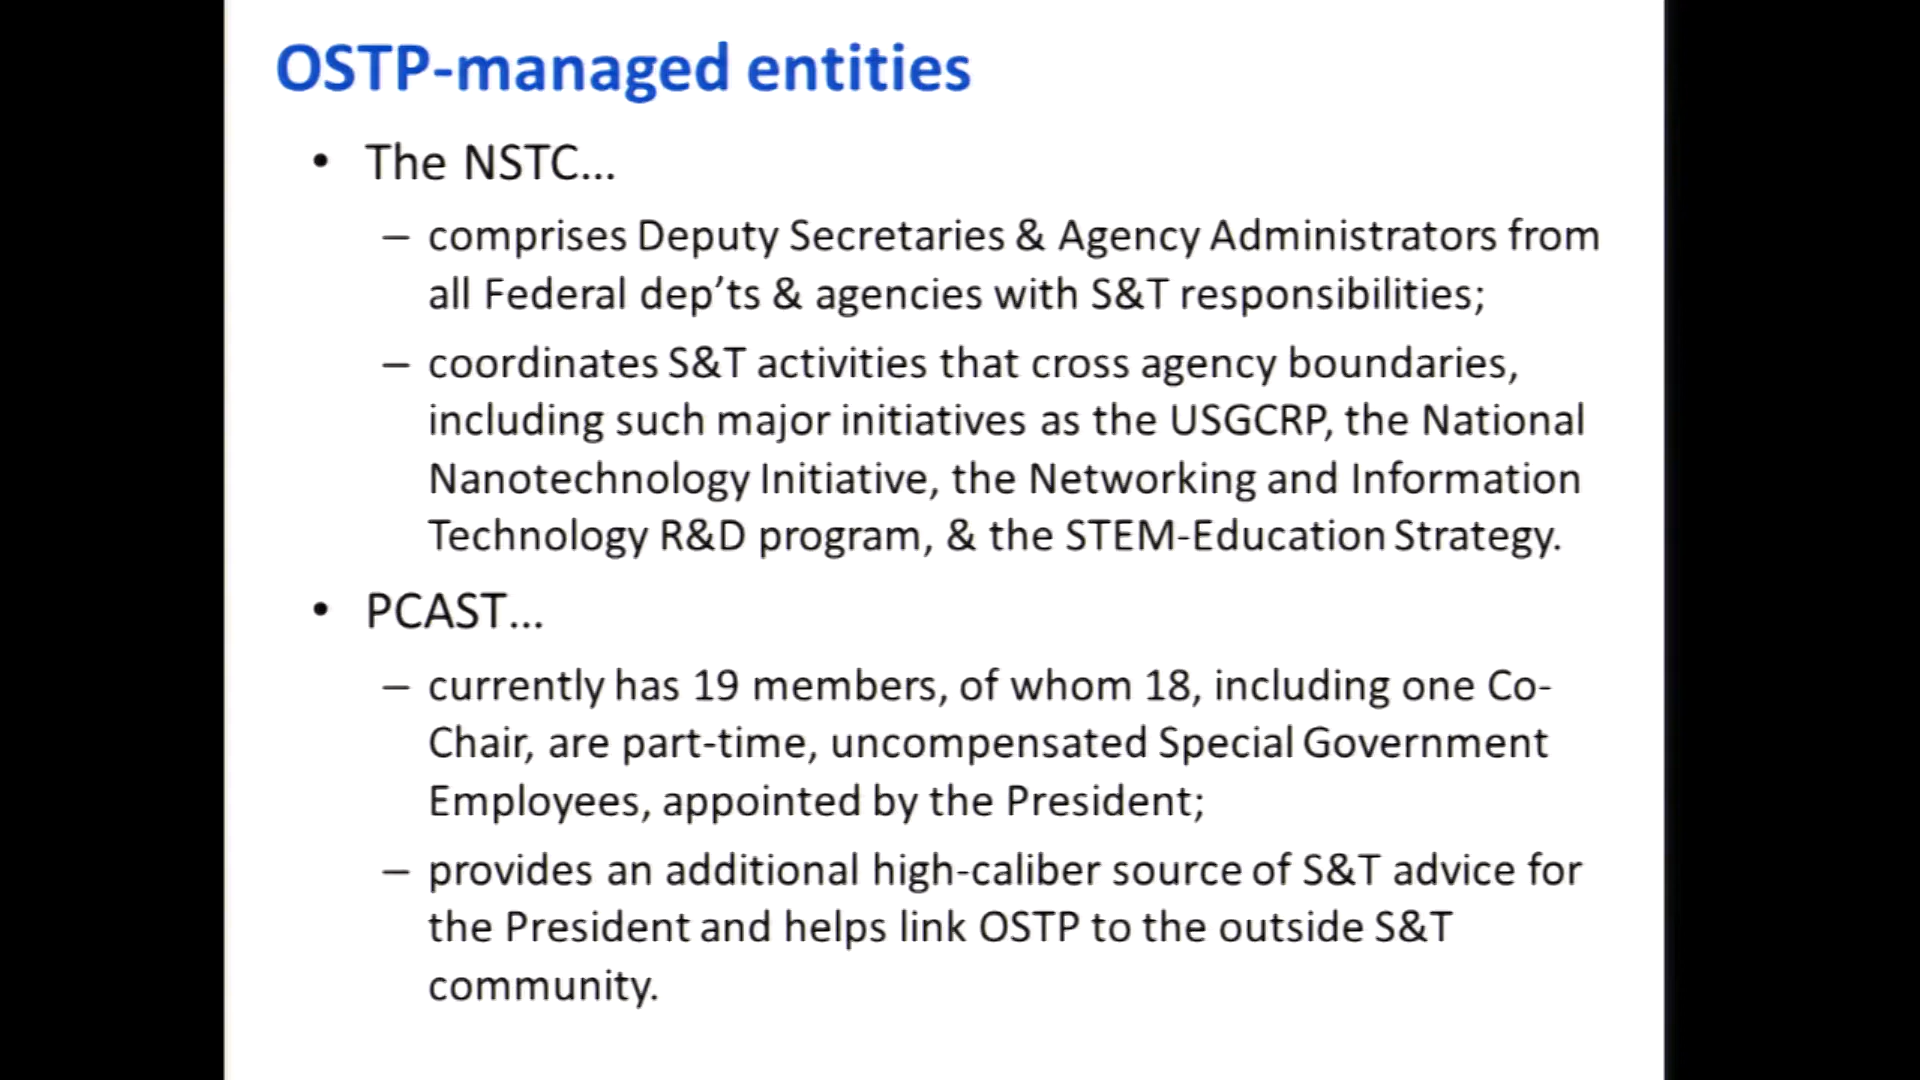 OSTP-managed entities
• The NSTC...
– comprises Deputy Secretaries & Agency Administrators from
all Federal dep’ts & agencies with S&T responsibilities;
– coordinates S&T activities that cross agency boundaries,
including such major initiatives as the USGCRP, the National
Nanotechnology Initiative, the Networking and Information
Technology R&D program, & the STEM-Education Strategy.
• PCAST...
– currently has 19 members, of whom 18, including one Co-
Chair, are part-time, uncompensated Special Government
Employees, appointed by the President;
– provides an additional high-caliber source of S&T advice for
the President and helps link OSTP to the outside S&T
community.